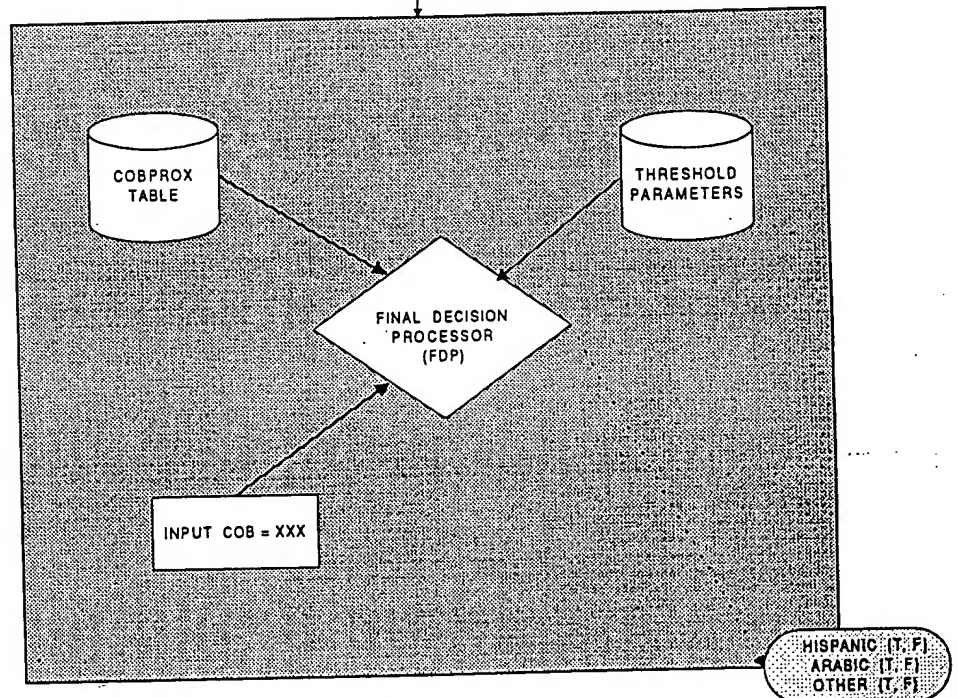 COBPROX
TABLE
THRESHOLD
PARAMETERS
FINAL DECISION
PROCESSOR
(FDP)
INPUT COB = XXX
HISPANIC (T, F)
ARABIC (T, F)
OTHER (T, F)